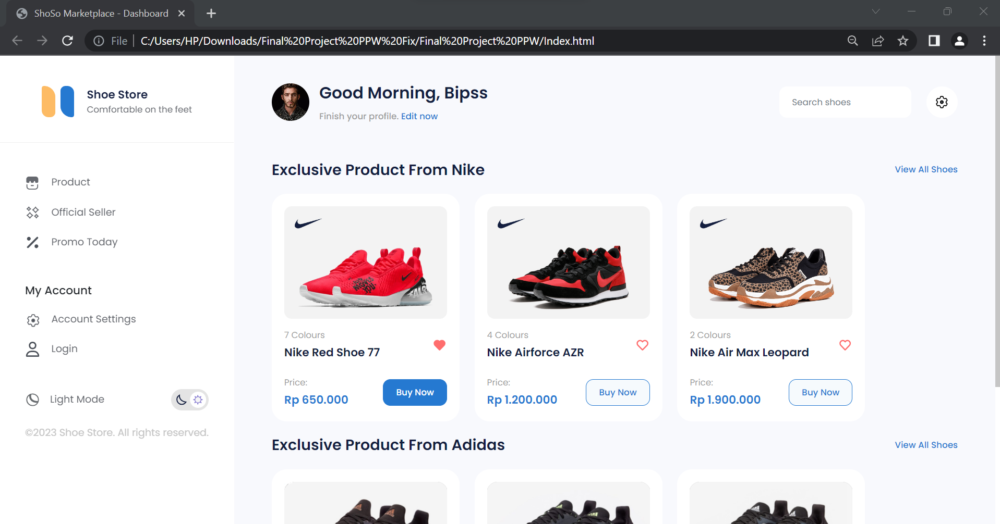 ShoSo Marketplace - Dashboard
File
C:/Users/HP/Downloads/Final%20Project%20PPW%20Fix/Final%20Project%20PPW/Index.html
Shoe Store
Comfortable on the feet
Product
Official Seller
Promo Today
My Account
Account Settings
Login
Light Mode
©2023 Shoe Store. All rights reserved.
Good Morning, Bipss
Finish your profile. Edit now
Search shoes
Exclusive Product From Nike
View All Shoes
7 Colours
Nike Red Shoe 77
Price:
Rp 650.000
Buy Now
4 Colours
Nike Airforce AZR
Price:
Rp 1.200.000
Buy Now
2 Colours
Nike Air Max Leopard
Price:
Rp 1.900.000
Buy Now
Exclusive Product From Adidas
View All Shoes